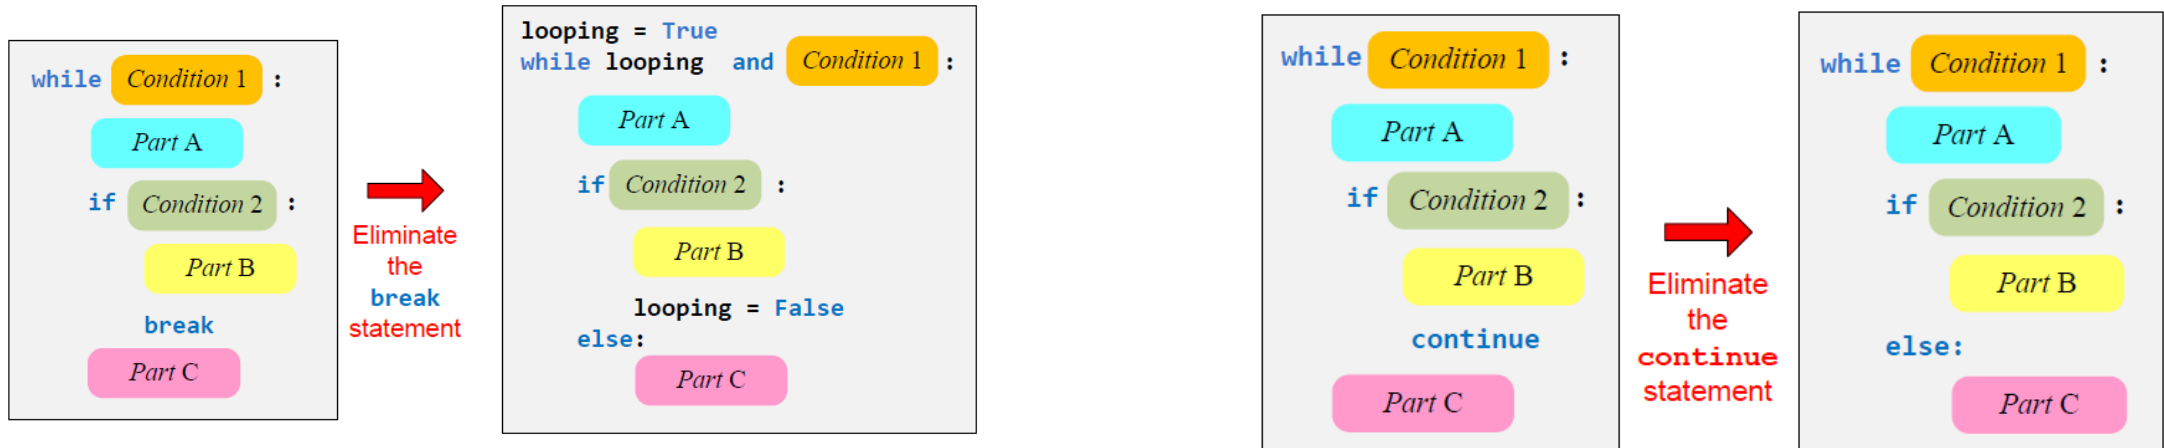 while Condition 1 :
Part A
if Condition 2 :
Part B
break
Part C
Eliminate
the
break
statement
looping = True
while looping and Condition 1 :
Part A
if Condition 2 :
Part B
looping = False
else:
Part C
while Condition 1 :
Part A
if Condition 2 :
Part B
continue
Part C
Eliminate
the
continue
statement
while Condition 1 :
Part A
if Condition 2 :
Part B
else:
Part C